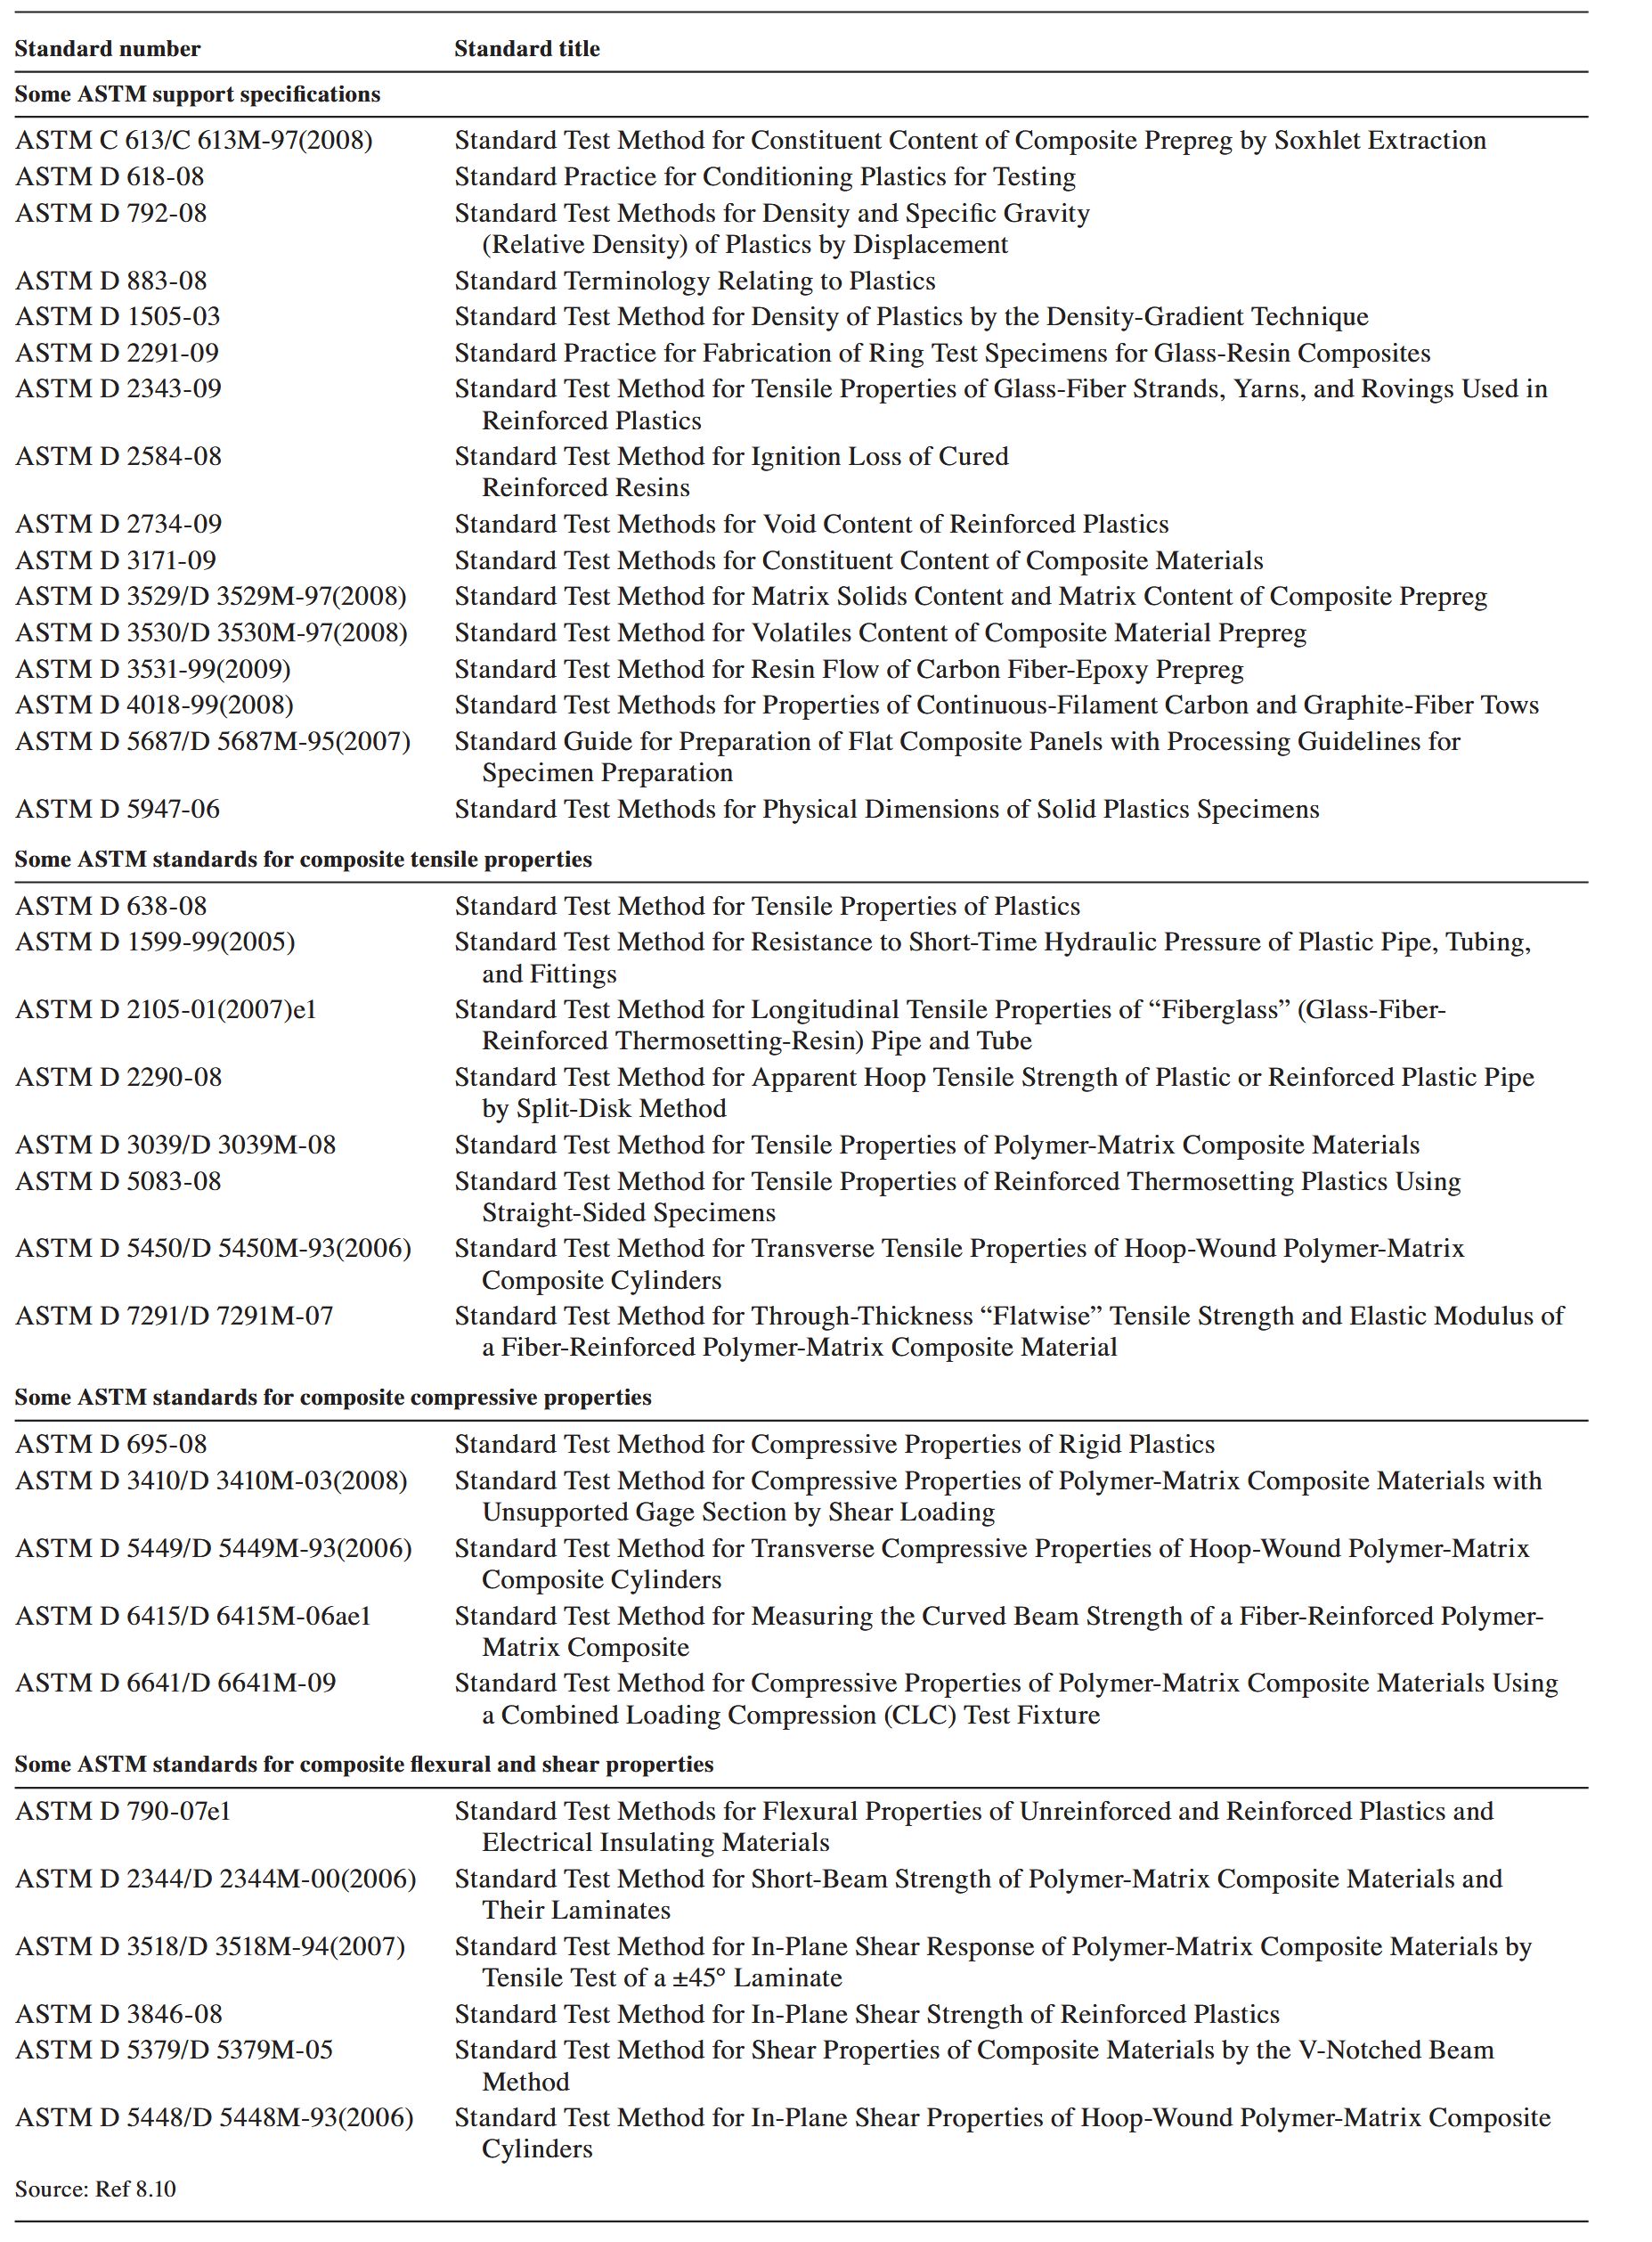 Standard number Standard title
Some ASTM support specifications
ASTM C 613/C 613M-97(2008) Standard Test Method for Constituent Content of Composite Prepreg by Soxhlet Extraction
ASTM D 618-08 Standard Practice for Conditioning Plastics for Testing
ASTM D 792-08 Standard Test Methods for Density and Specific Gravity
(Relative Density) of Plastics by Displacement
ASTM D 883-08 Standard Terminology Relating to Plastics
ASTM D 1505-03 Standard Test Method for Density of Plastics by the Density-Gradient Technique
ASTM D 2291-09 Standard Practice for Fabrication of Ring Test Specimens for Glass-Resin Composites
ASTM D 2343-09 Standard Test Method for Tensile Properties of Glass-Fiber Strands, Yarns, and Rovings Used in
Reinforced Plastics
ASTM D 2584-08 Standard Test Method for Ignition Loss of Cured
Reinforced Resins
ASTM D 2734-09 Standard Test Methods for Void Content of Reinforced Plastics
ASTM D 3171-09 Standard Test Methods for Constituent Content of Composite Materials
ASTM D 3529/D 3529M-97(2008) Standard Test Method for Matrix Solids Content and Matrix Content of Composite Prepreg
ASTM D 3530/D 3530M-97(2008) Standard Test Method for Volatiles Content of Composite Material Prepreg
ASTM D 3531-99(2009) Standard Test Method for Resin Flow of Carbon Fiber-Epoxy Prepreg
ASTM D 4018-99(2008) Standard Test Methods for Properties of Continuous-Filament Carbon and Graphite-Fiber Tows
ASTM D 5687/D 5687M-95(2007) Standard Guide for Preparation of Flat Composite Panels with Processing Guidelines for
Specimen Preparation
ASTM D 5947-06 Standard Test Methods for Physical Dimensions of Solid Plastics Specimens
Some ASTM standards for composite tensile properties
ASTM D 638-08 Standard Test Method for Tensile Properties of Plastics
ASTM D 1599-99(2005) Standard Test Method for Resistance to Short-Time Hydraulic Pressure of Plastic Pipe, Tubing,
and Fittings
ASTM D 2105-01(2007)e1 Standard Test Method for Longitudinal Tensile Properties of “Fiberglass” (Glass-Fiber-
Reinforced Thermosetting-Resin) Pipe and Tube
ASTM D 2290-08 Standard Test Method for Apparent Hoop Tensile Strength of Plastic or Reinforced Plastic Pipe
by Split-Disk Method
ASTM D 3039/D 3039M-08 Standard Test Method for Tensile Properties of Polymer-Matrix Composite Materials
ASTM D 5083-08 Standard Test Method for Tensile Properties of Reinforced Thermosetting Plastics Using
Straight-Sided Specimens
ASTM D 5450/D 5450M-93(2006) Standard Test Method for Transverse Tensile Properties of Hoop-Wound Polymer-Matrix
Composite Cylinders
ASTM D 7291/D 7291M-07 Standard Test Method for Through-Thickness “Flatwise” Tensile Strength and Elastic Modulus of
a Fiber-Reinforced Polymer-Matrix Composite Material
Some ASTM standards for composite compressive properties
ASTM D 695-08 Standard Test Method for Compressive Properties of Rigid Plastics
ASTM D 3410/D 3410M-03(2008) Standard Test Method for Compressive Properties of Polymer-Matrix Composite Materials with
Unsupported Gage Section by Shear Loading
ASTM D 5449/D 5449M-93(2006) Standard Test Method for Transverse Compressive Properties of Hoop-Wound Polymer-Matrix
Composite Cylinders
ASTM D 6415/D 6415M-06ae1 Standard Test Method for Measuring the Curved Beam Strength of a Fiber-Reinforced Polymer-
Matrix Composite
ASTM D 6641/D 6641M-09 Standard Test Method for Compressive Properties of Polymer-Matrix Composite Materials Using
a Combined Loading Compression (CLC) Test Fixture
Some ASTM standards for composite flexural and shear properties
ASTM D 790-07e1 Standard Test Methods for Flexural Properties of Unreinforced and Reinforced Plastics and
Electrical Insulating Materials
ASTM D 2344/D 2344M-00(2006) Standard Test Method for Short-Beam Strength of Polymer-Matrix Composite Materials and
Their Laminates
ASTM D 3518/D 3518M-94(2007) Standard Test Method for In-Plane Shear Response of Polymer-Matrix Composite Materials by
Tensile Test of a ±45° Laminate
ASTM D 3846-08 Standard Test Method for In-Plane Shear Strength of Reinforced Plastics
ASTM D 5379/D 5379M-05 Standard Test Method for Shear Properties of Composite Materials by the V-Notched Beam
Method
ASTM D 5448/D 5448M-93(2006) Standard Test Method for In-Plane Shear Properties of Hoop-Wound Polymer-Matrix Composite
Cylinders
Source: Ref 8.10